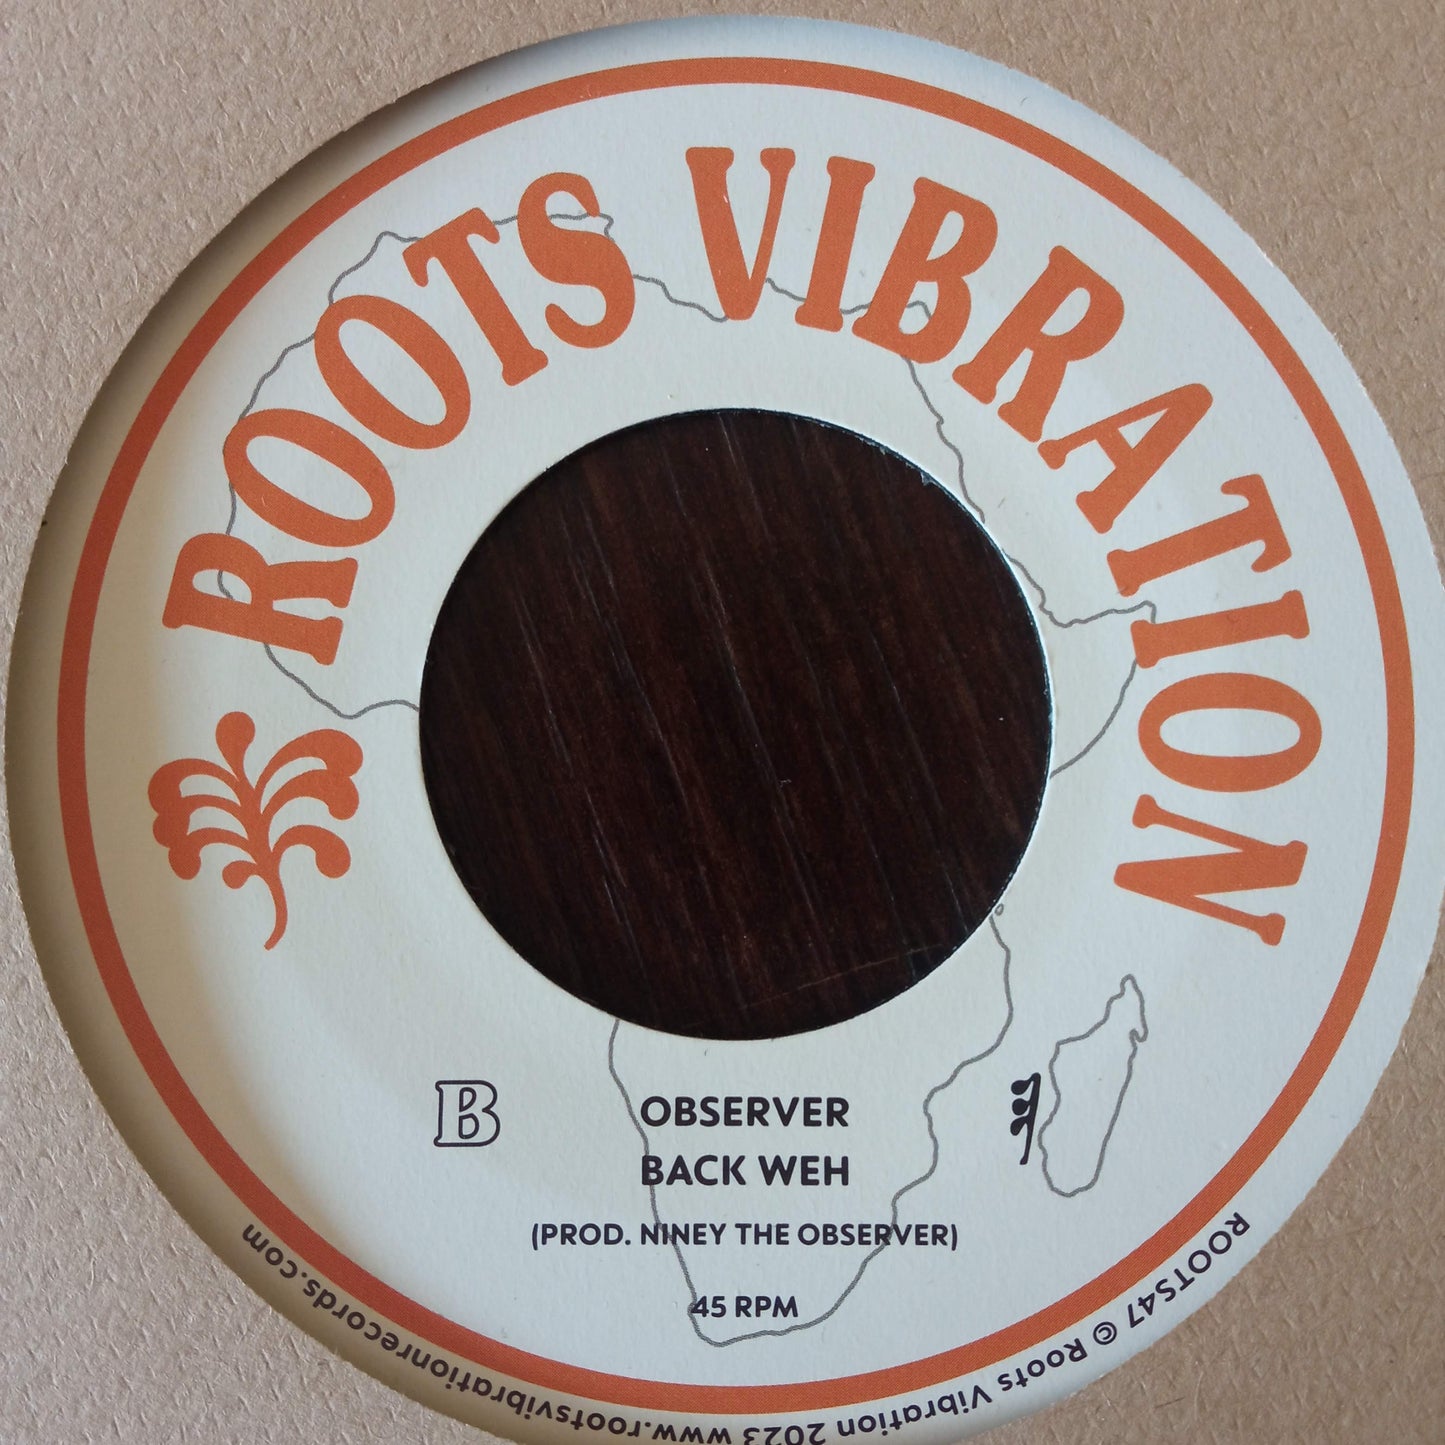 ROOTS VIBRATION
B
OBSERVER
BACK WEH
(PROD. NINEY THE OBSERVER)
45 RPM
ROOTS47 © Roots Vibration 2023 www.rootsvibrationrecords.com